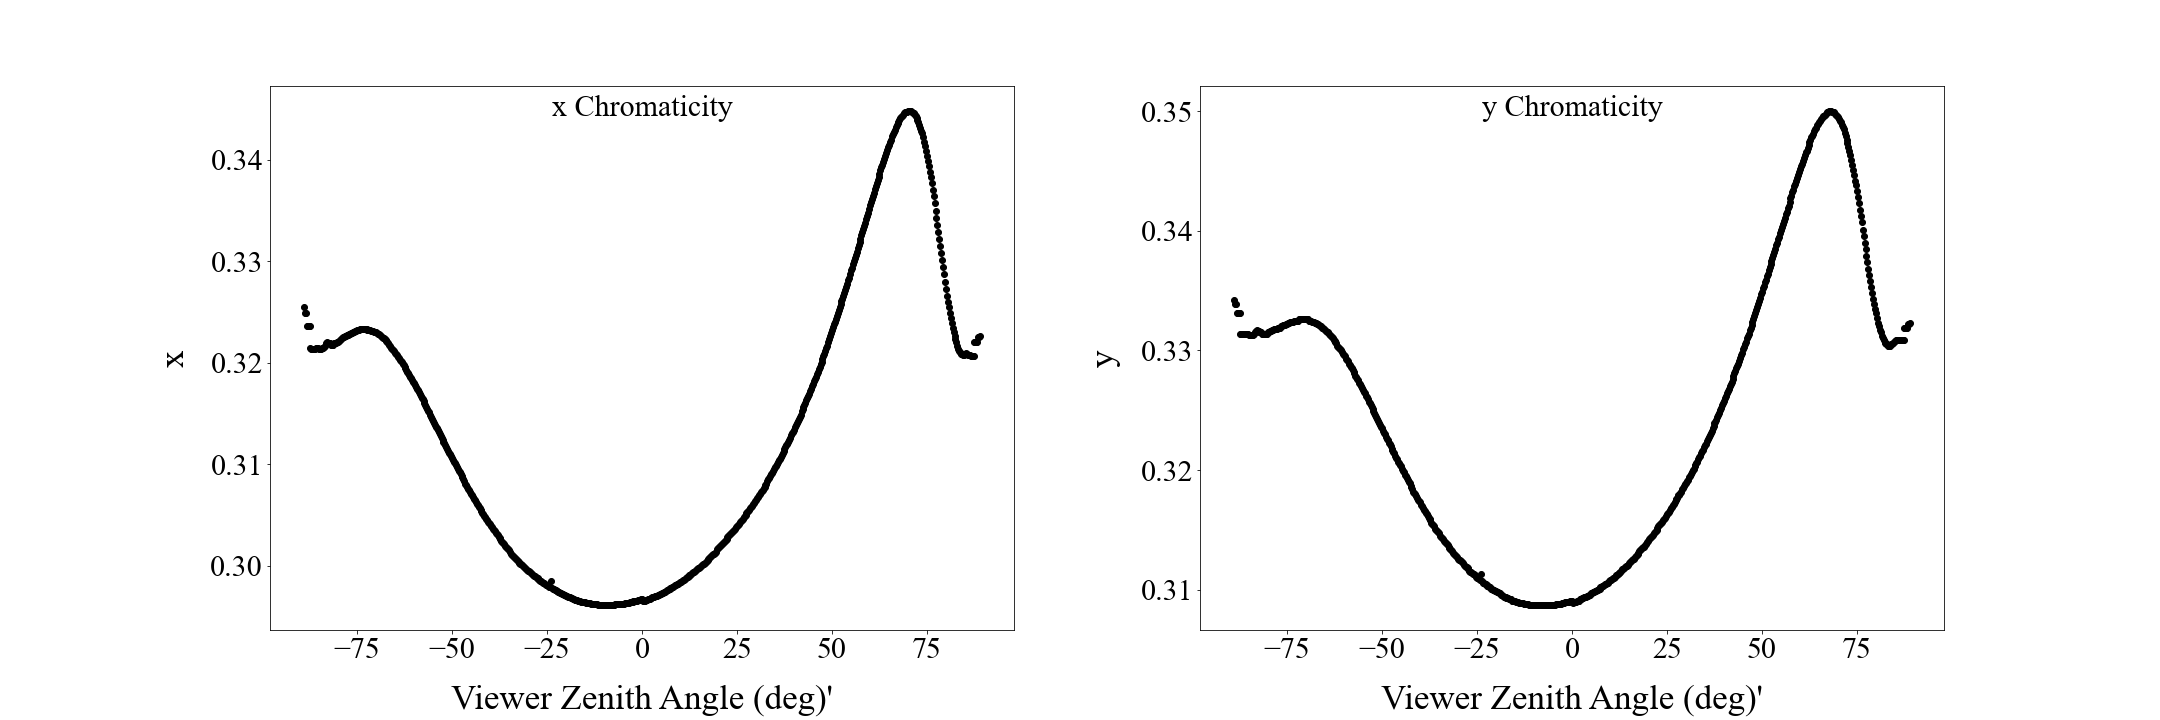 x Chromaticity
x
0.34
0.33
0.32
0.31
0.30
−75 −50 −25 0 25 50 75
Viewer Zenith Angle (deg)'
y Chromaticity
y
0.35
0.34
0.33
0.32
0.31
−75 −50 −25 0 25 50 75
Viewer Zenith Angle (deg)'